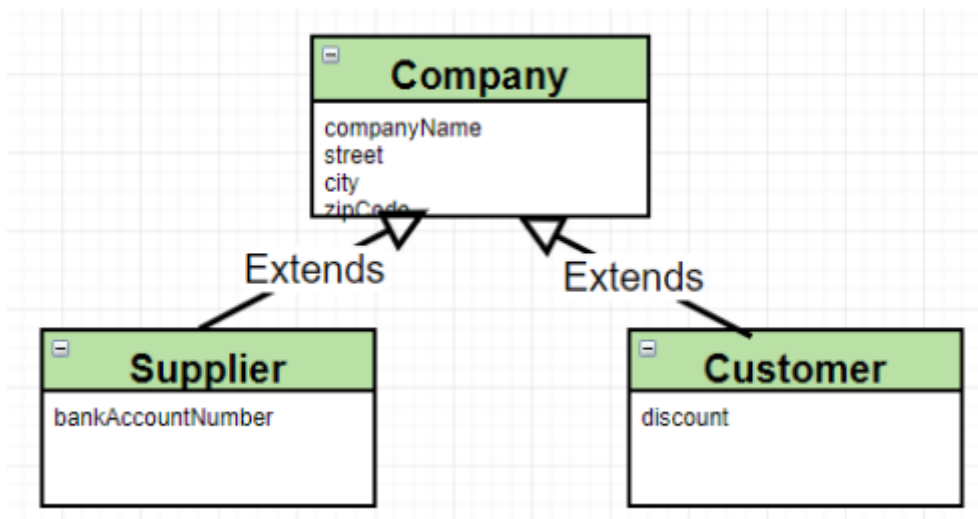 Company
companyName
street
city
zipCode
Extends
Extends
Supplier
bankAccountNumber
Customer
discount